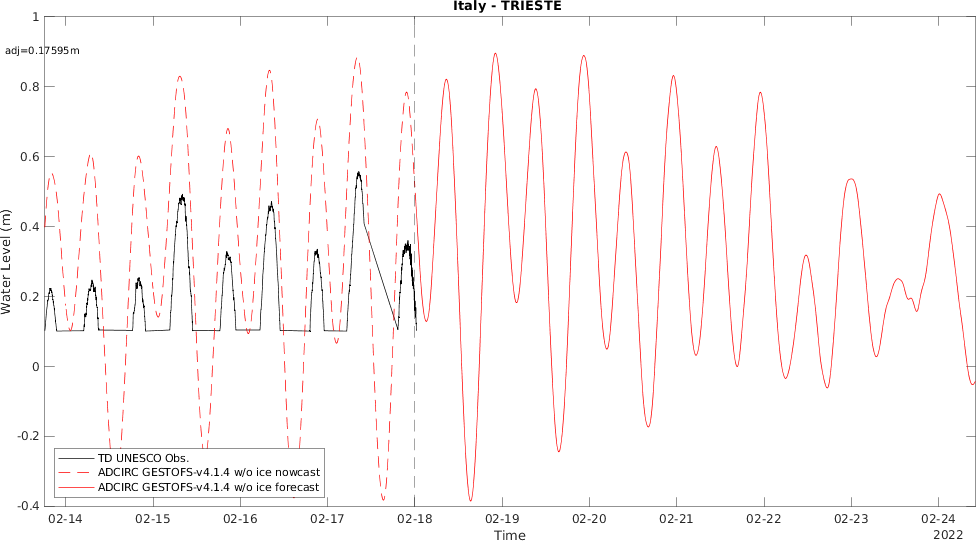 Italy - TRIESTE
adj=0.17595m
1
0.8
0.6
0.4
0.2
0
-0.2
-0.4
Water Level (m)
TD UNESCO Obs.
ADCIRC GESTOFS-v4.1.4 w/o ice nowcast
ADCIRC GESTOFS-v4.1.4 w/o ice forecast
02-14 02-15 02-16 02-17 02-18 02-19 02-20 02-21 02-22 02-23 02-24
Time
2022